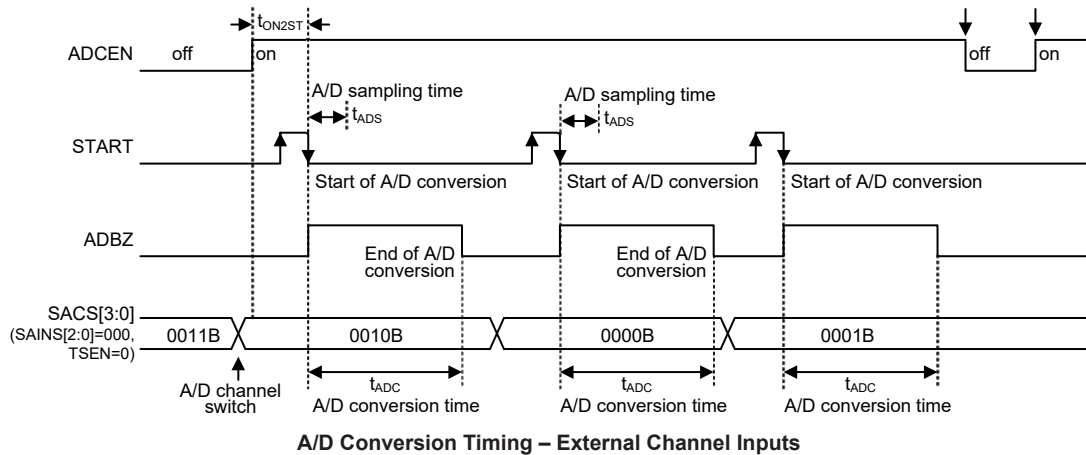 tON2ST
ADCEN
off
on
off
on
A/D sampling time
tADS
A/D sampling time
tADS
START
Start of A/D conversion
Start of A/D conversion
Start of A/D conversion
ADBZ
End of A/D
conversion
End of A/D
conversion
SACS[3:0]
(SAINS[2:0]=000,
TSEN=0)
0011B
0010B
0000B
0001B
A/D channel
switch
tADC
A/D conversion time
tADC
A/D conversion time
tADC
A/D conversion time
A/D Conversion Timing – External Channel Inputs